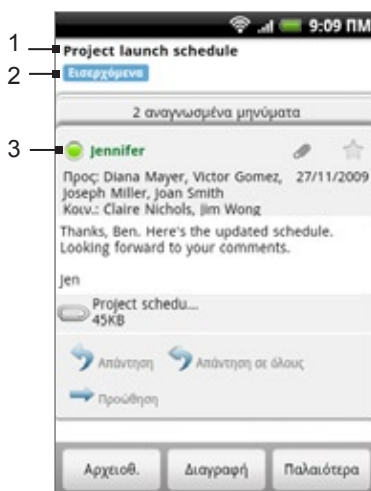 9:09 ΠΜ
1
Project launch schedule
2
Εισερχόμενα
2 αναγνωσμένα μηνύματα
3
Jennifer
Προς: Diana Mayer, Victor Gomez, 27/11/2009
Joseph Miller, Joan Smith
Κοιν.: Claire Nichols, Jim Wong
Thanks, Ben. Here's the updated schedule.
Looking forward to your comments.
Jen
Project schedu...
45KB
Απάντηση Απάντηση σε όλους
Προώθηση
Αρχειοθ. Διαγραφή Παλαιότερα